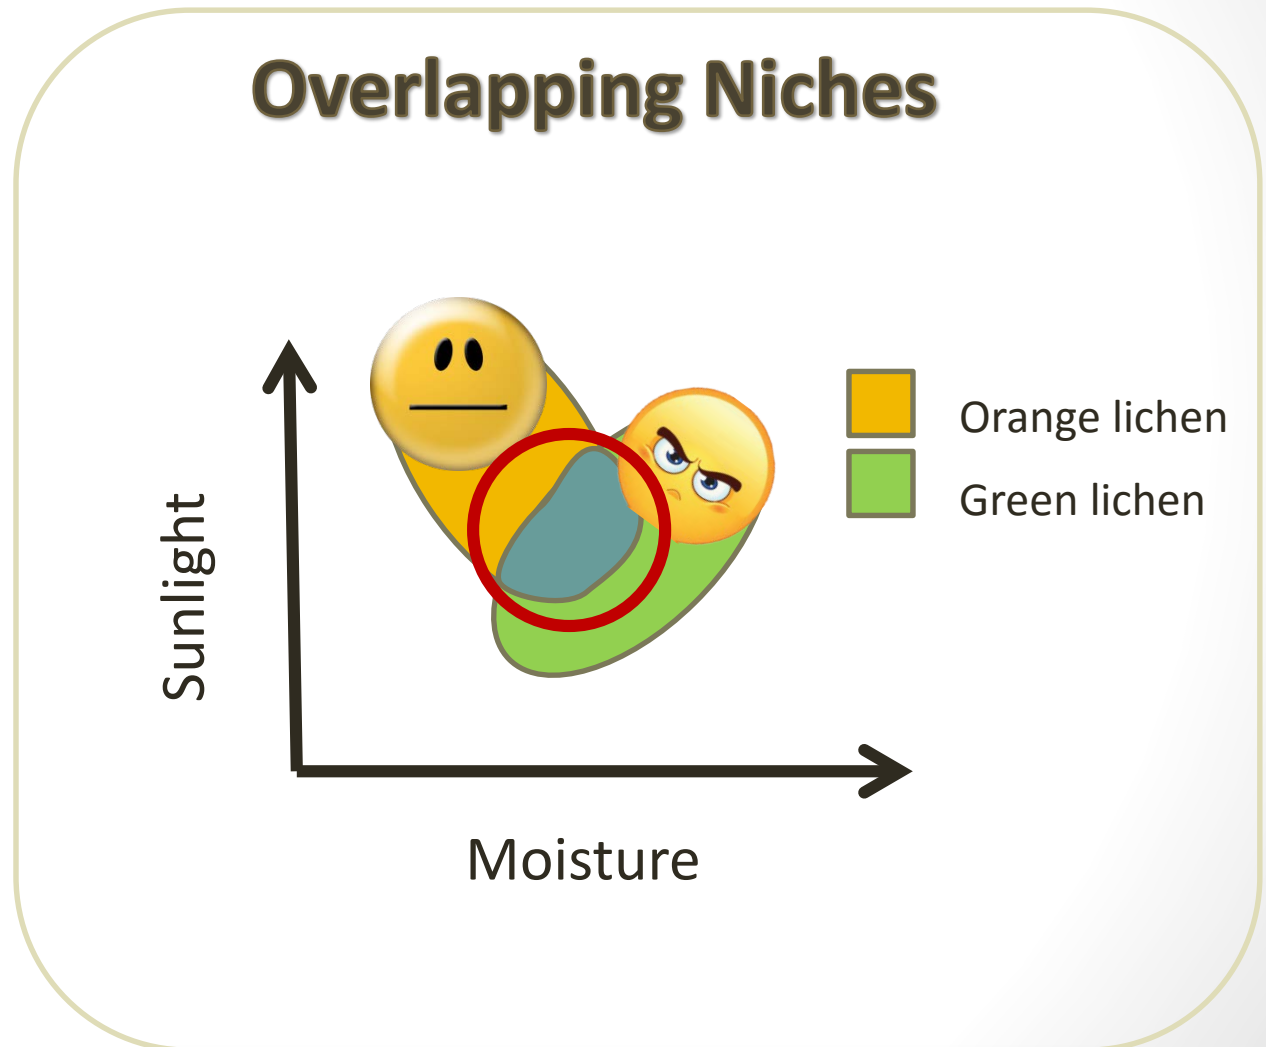 Overlapping Niches
Orange lichen
Green lichen
Sunlight
Moisture